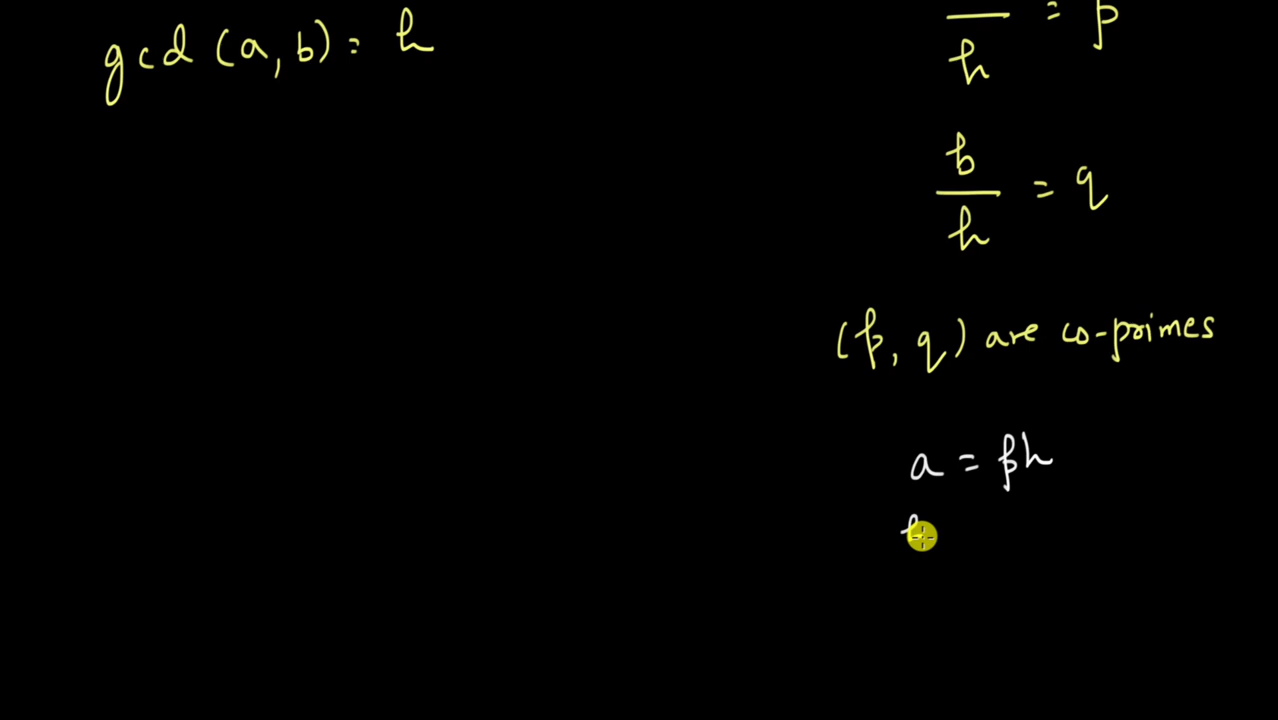 gcd (a, b) = h
― = p
h
b
― = q
h
(p, q) are co-primes
a = ph